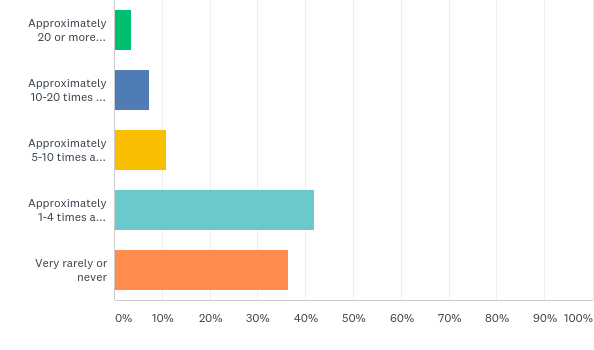 Approximately
20 or more...
Approximately
10-20 times ...
Approximately
5-10 times a...
Approximately
1-4 times a...
Very rarely or
never
0% 10% 20% 30% 40% 50% 60% 70% 80% 90% 100%